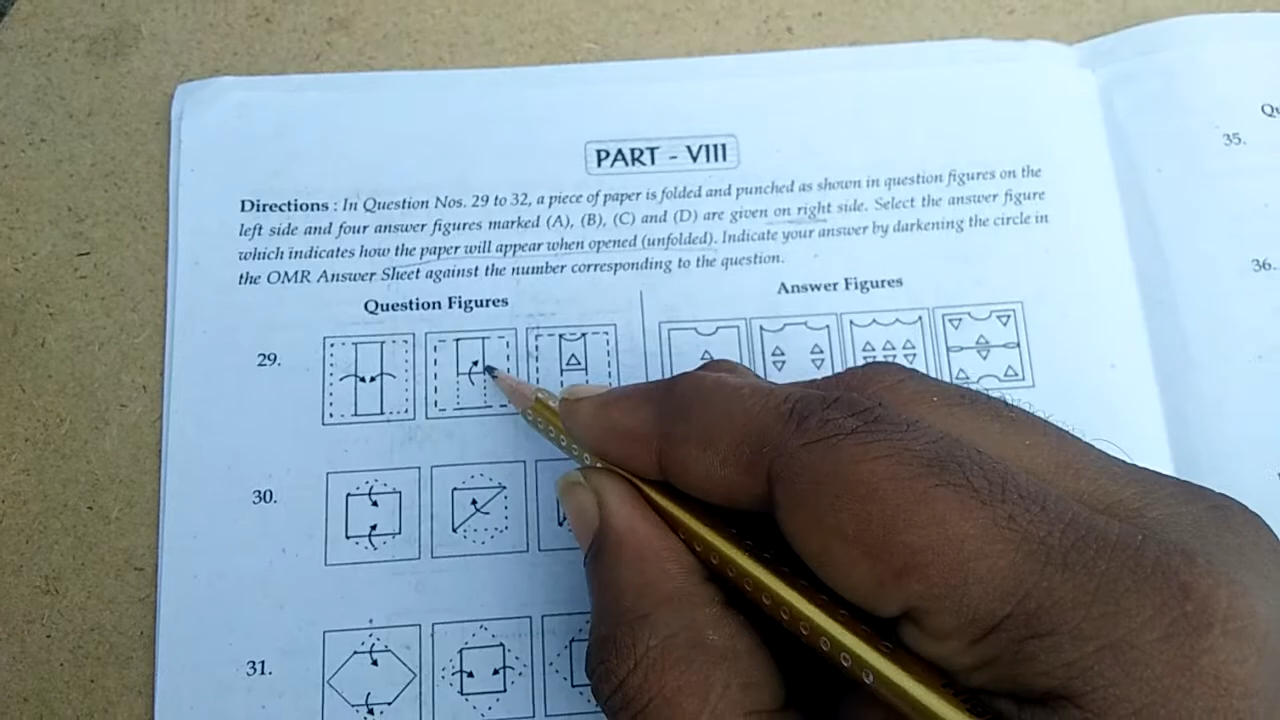 PART - VIII
Directions : In Question Nos. 29 to 32, a piece of paper is folded and punched as shown in question figures on the
left side and four answer figures marked (A), (B), (C) and (D) are given on right side. Select the answer figure
which indicates how the paper will appear when opened (unfolded). Indicate your answer by darkening the circle in
the OMR Answer Sheet against the number corresponding to the question.
Question Figures
Answer Figures
29.
30.
31.
35.
36.